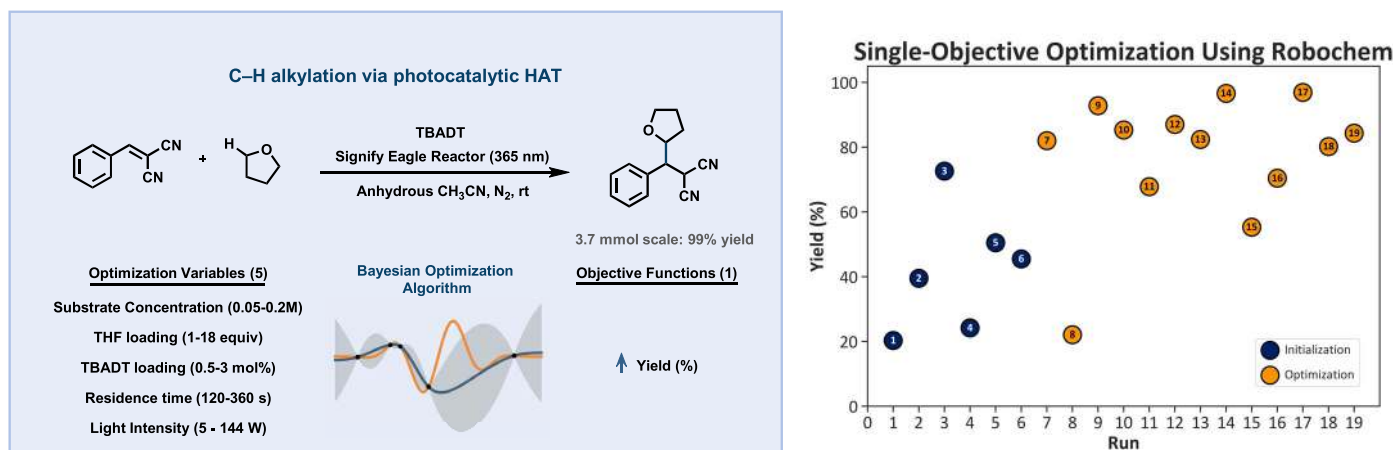 C–H alkylation via photocatalytic HAT
CN
CN
+
H
O
TBADT
Signify Eagle Reactor (365 nm)
Anhydrous CH₃CN, N₂, rt
O
CN
CN
3.7 mmol scale: 99% yield
Optimization Variables (5)
Substrate Concentration (0.05-0.2M)
THF loading (1-18 equiv)
TBADT loading (0.5-3 mol%)
Residence time (120-360 s)
Light Intensity (5 - 144 W)
Bayesian Optimization
Algorithm
Objective Functions (1)
Yield (%)
Single-Objective Optimization Using Robochem
Yield (%)
100
80
60
40
20
0
1
2
3
4
5
6
7
8
9
10
11
12
13
14
15
16
17
18
19
Initialization
Optimization
0 1 2 3 4 5 6 7 8 9 10 11 12 13 14 15 16 17 18 19
Run